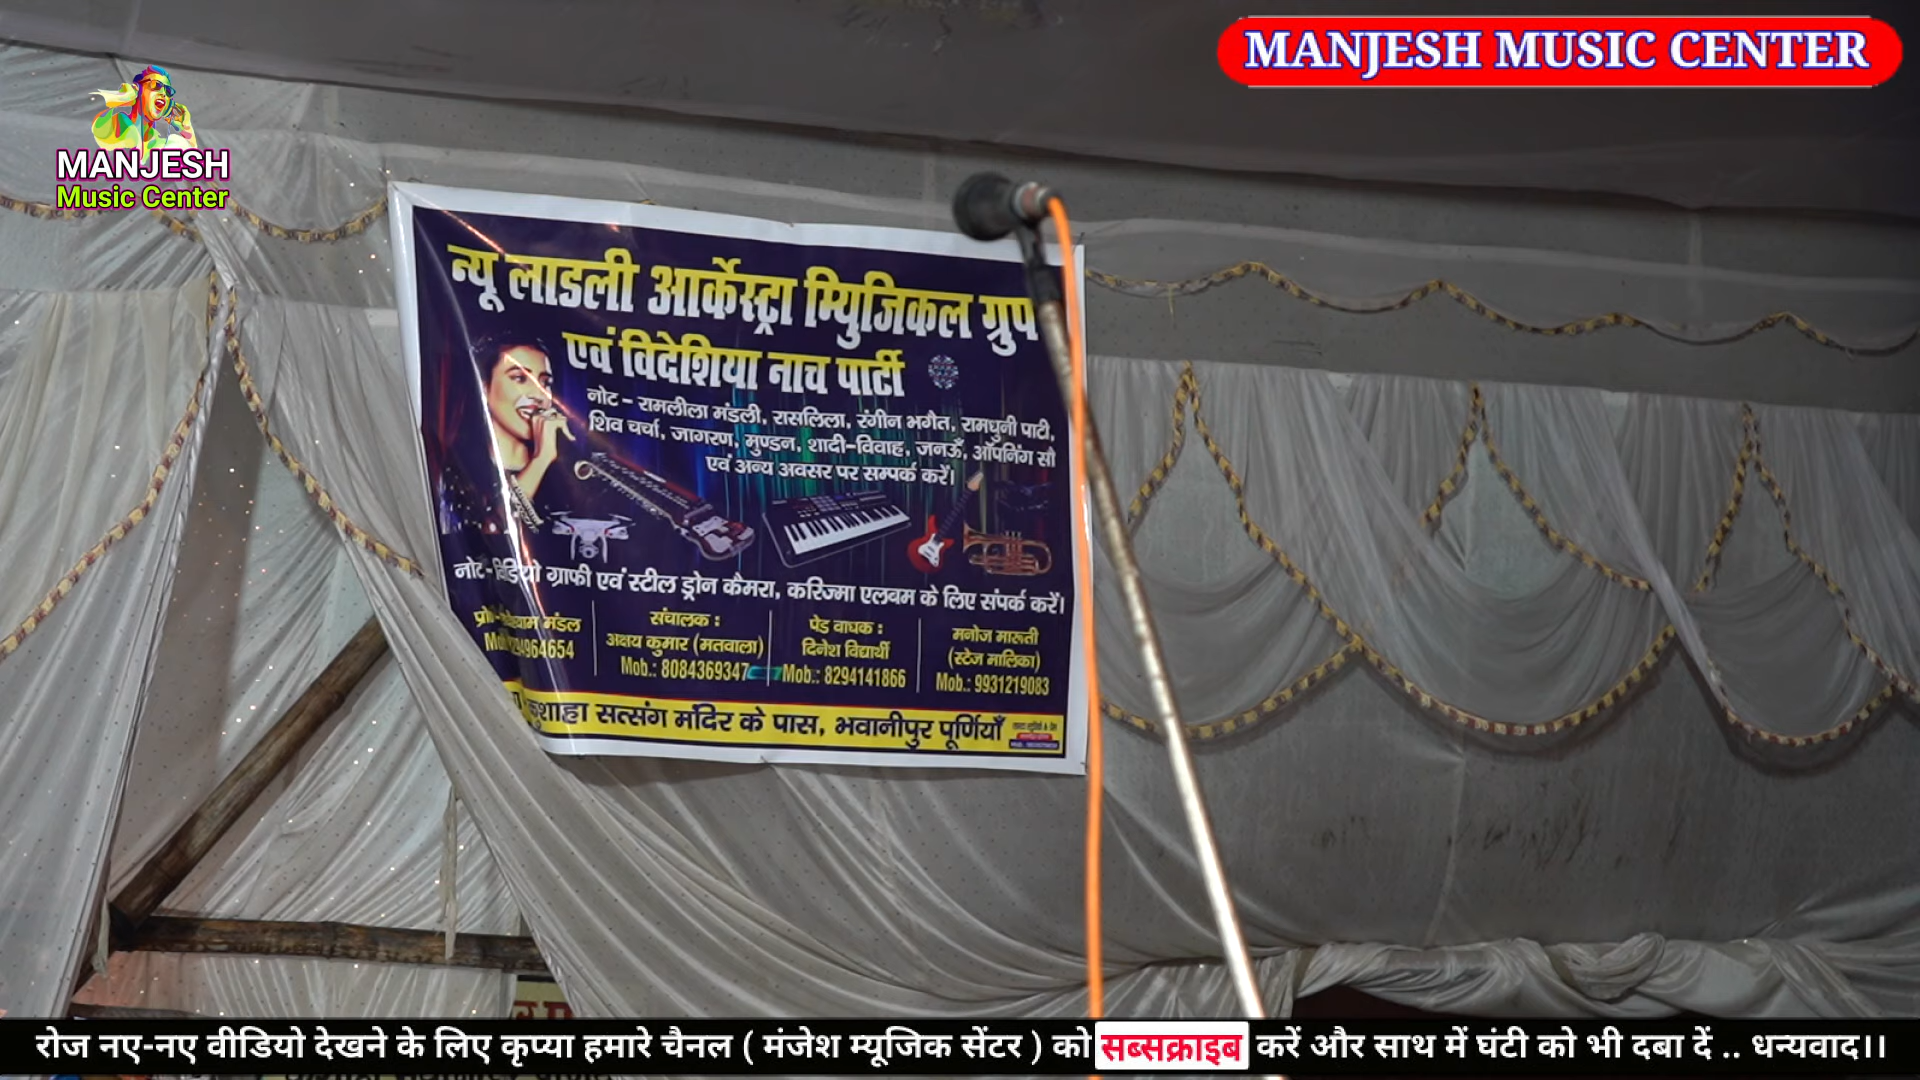 MANJESH MUSIC CENTER
MANJESH
Music Center
न्यू लाडली आर्केस्ट्रा म्यिुजिकल ग्रुप
एवं विदेशिया नाच पार्टी
नोट – रामलीला मंडली, रासलिला, रंगीन भगैत, रामधुनी पाटी,
शिव चर्चा, जागरण, मुण्डन, शादी-विवाह, जनऊँ, ऑपनिंग सौ
एवं अन्य अवसर पर सम्पर्क करें।
नोट-विडियो ग्राफी एवं स्टील ड्रोन कैमरा, करिज्मा एलवम के लिए संपर्क करें।
मंडल
संचालक :
अक्षय कुमार (मतवाला)
Mob.: 8084369347
पेड वाधक :
दिनेश विद्यार्थी
Mob.: 8294141866
मनोज मारूती
(स्टेज मालिका)
Mob.: 9931219083
कुशाहा सत्संग मंदिर के पास, भवानीपुर पूर्णियाँ
रोज नए-नए वीडियो देखने के लिए कृप्या हमारे चैनल ( मंजेश म्यूजिक सेंटर ) को सब्सक्राइब करें और साथ में घंटी को भी दबा दें .. धन्यवाद।।